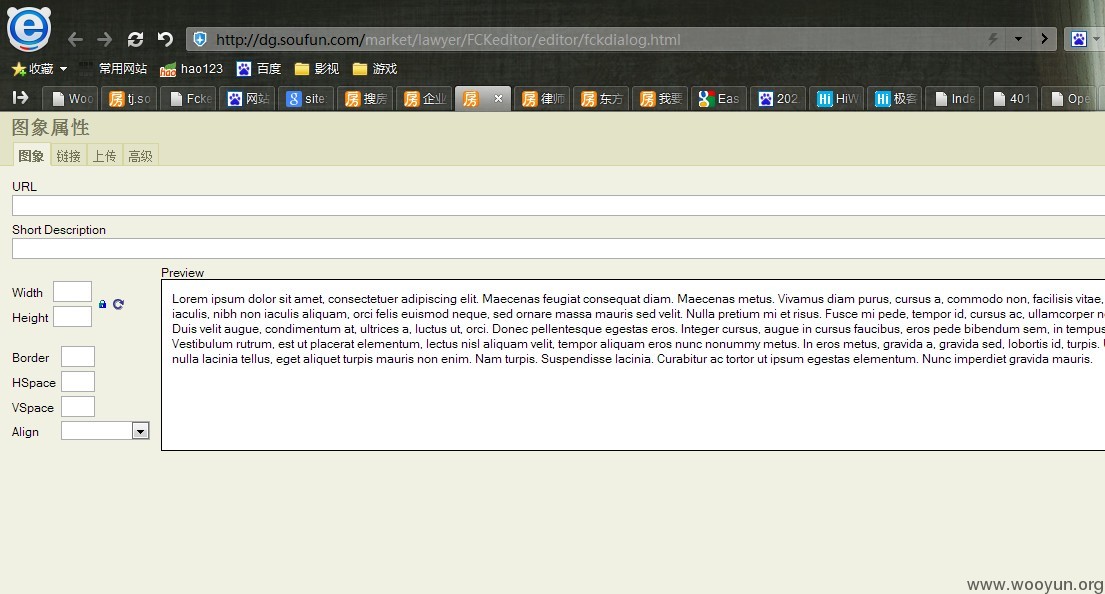 http://dg.soufun.com/market/lawyer/FCKeditor/editor/fckdialog.html
收藏 常用网站 hao123 百度 影视 游戏
Woo tj.so Fcke 网站 site: 搜房 企业 律师 东方 我要 Eas 202. HiW 极客 Inde 401 Ope
图象属性
图象 链接 上传 高级
URL
Short Description
Preview
Width
Height
Border
HSpace
VSpace
Align
Lorem ipsum dolor sit amet, consectetuer adipiscing elit. Maecenas feugiat consequat diam. Maecenas metus. Vivamus diam purus, cursus a, commodo non, facilisis vitae,
iaculis, nibh non iaculis aliquam, orci felis euismod neque, sed ornare massa mauris sed velit. Nulla pretium mi et risus. Fusce mi pede, tempor id, cursus ac, ullamcorper n
Duis velit augue, condimentum at, ultrices a, luctus ut, orci. Donec pellentesque egestas eros. Integer cursus, augue in cursus faucibus, eros pede bibendum sem, in tempus
Vestibulum rutrum, est ut placerat elementum, lectus nisl aliquam velit, tempor aliquam eros nunc nonummy metus. In eros metus, gravida a, gravida sed, lobortis id, turpis.
nulla lacinia tellus, eget aliquet turpis mauris non enim. Nam turpis. Suspendisse lacinia. Curabitur ac tortor ut ipsum egestas elementum. Nunc imperdiet gravida mauris.
www.wooyun.org